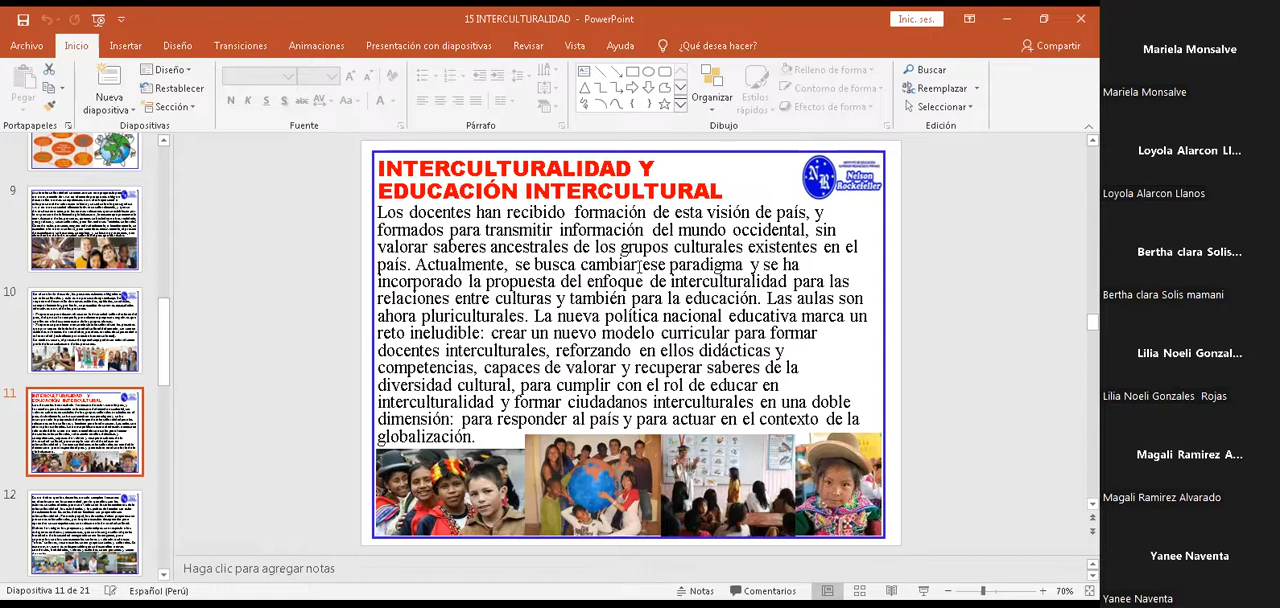 15 INTERCULTURALIDAD - PowerPoint
Inic. ses.
Archivo Inicio Insertar Diseño Transiciones Animaciones Presentación con diapositivas Revisar Vista Ayuda ¿Qué desea hacer? Compartir
Pegar
Nueva diapositiva
Diseño
Restablecer
Sección
N K S S abc AV Aa A
Organizar
Estilos rápidos
Relleno de forma
Contorno de forma
Efectos de forma
Buscar
Reemplazar
Seleccionar
Portapapeles Diapositivas Fuente Párrafo Dibujo Edición
9
10
11
12
INTERCULTURALIDAD Y
EDUCACIÓN INTERCULTURAL
NR
Nelson
Rockefeller
Los docentes han recibido formación de esta visión de país, y
formados para transmitir información del mundo occidental, sin
valorar saberes ancestrales de los grupos culturales existentes en el
país. Actualmente, se busca cambiar ese paradigma y se ha
incorporado la propuesta del enfoque de interculturalidad para las
relaciones entre culturas y también para la educación. Las aulas son
ahora pluriculturales. La nueva política nacional educativa marca un
reto ineludible: crear un nuevo modelo curricular para formar
docentes interculturales, reforzando en ellos didácticas y
competencias, capaces de valorar y recuperar saberes de la
diversidad cultural, para cumplir con el rol de educar en
interculturalidad y formar ciudadanos interculturales en una doble
dimensión: para responder al país y para actuar en el contexto de la
globalización.
Haga clic para agregar notas
Diapositiva 11 de 21 Español (Perú) Notas Comentarios 70%
Mariela Monsalve
Mariela Monsalve
Loyola Alarcon Ll...
Loyola Alarcon Llanos
Bertha clara Solis...
Bertha clara Solis mamani
Lilia Noeli Gonzal...
Lilia Noeli Gonzales Rojas
Magali Ramirez A...
Magali Ramirez Alvarado
Yanee Naventa
Yanee Naventa